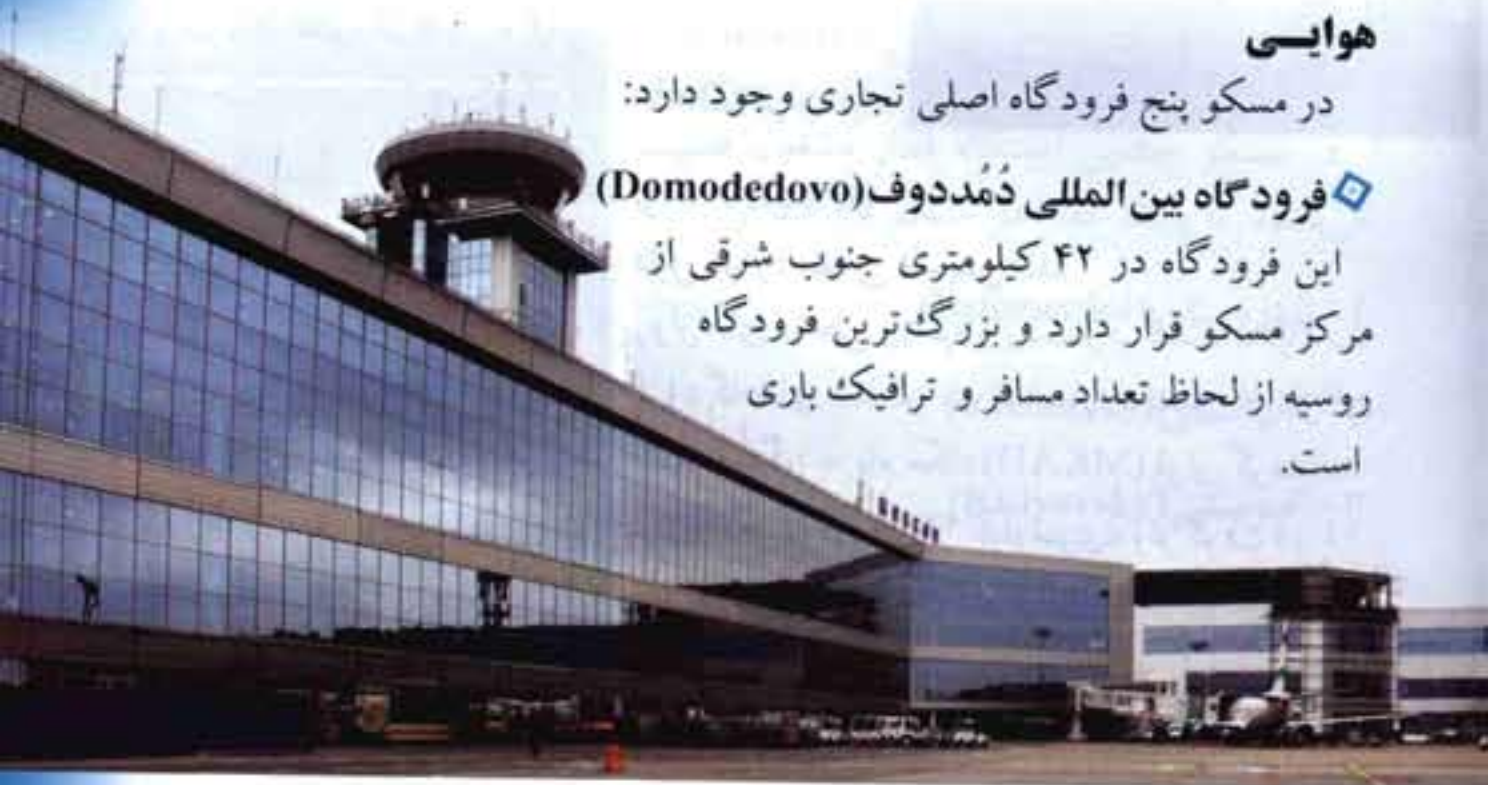 هوایی
در مسکو پنج فرودگاه اصلی تجاری وجود دارد:
فرودگاه بین‌المللی دُمُددوف(Domodedovo)
این فرودگاه در ۴۲ کیلومتری جنوب شرقی از
مرکز مسکو قرار دارد و بزرگ‌ترین فرودگاه
روسیه از لحاظ تعداد مسافر و ترافیک باری
است.